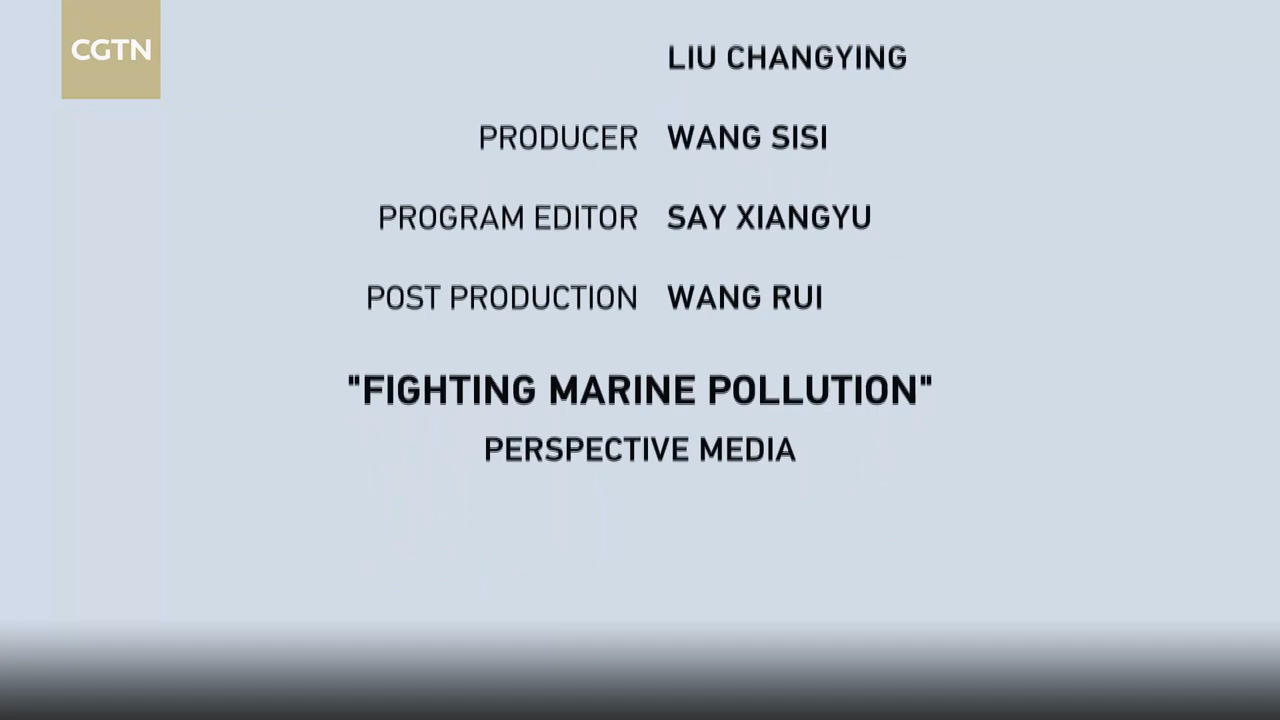 CGTN
LIU CHANGYING
PRODUCER WANG SISI
PROGRAM EDITOR SAY XIANGYU
POST PRODUCTION WANG RUI
"FIGHTING MARINE POLLUTION"
PERSPECTIVE MEDIA